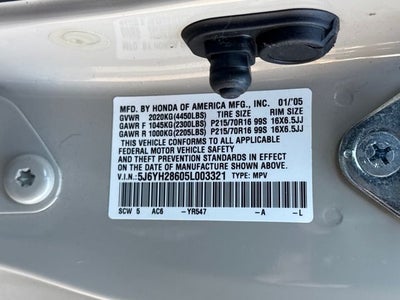 MFD. BY HONDA OF AMERICA MFG., INC. 01/'05
GVWR 2020KG(4450LBS) TIRE SIZE RIM SIZE
GAWR F 1045KG(2300LBS) P215/70R16 99S 16X6.5JJ
GAWR R 1000KG(2205LBS) P215/70R16 99S 16X6.5JJ
THIS VEHICLE CONFORMS TO ALL APPLICABLE
FEDERAL MOTOR VEHICLE SAFETY
STANDARDS IN EFFECT ON THE
DATE OF MANUFACTURE SHOWN ABOVE.
V.I.N.: 5J6YH28605L003321 TYPE: MPV
SCW 5 AC6 -YR547 -A -L